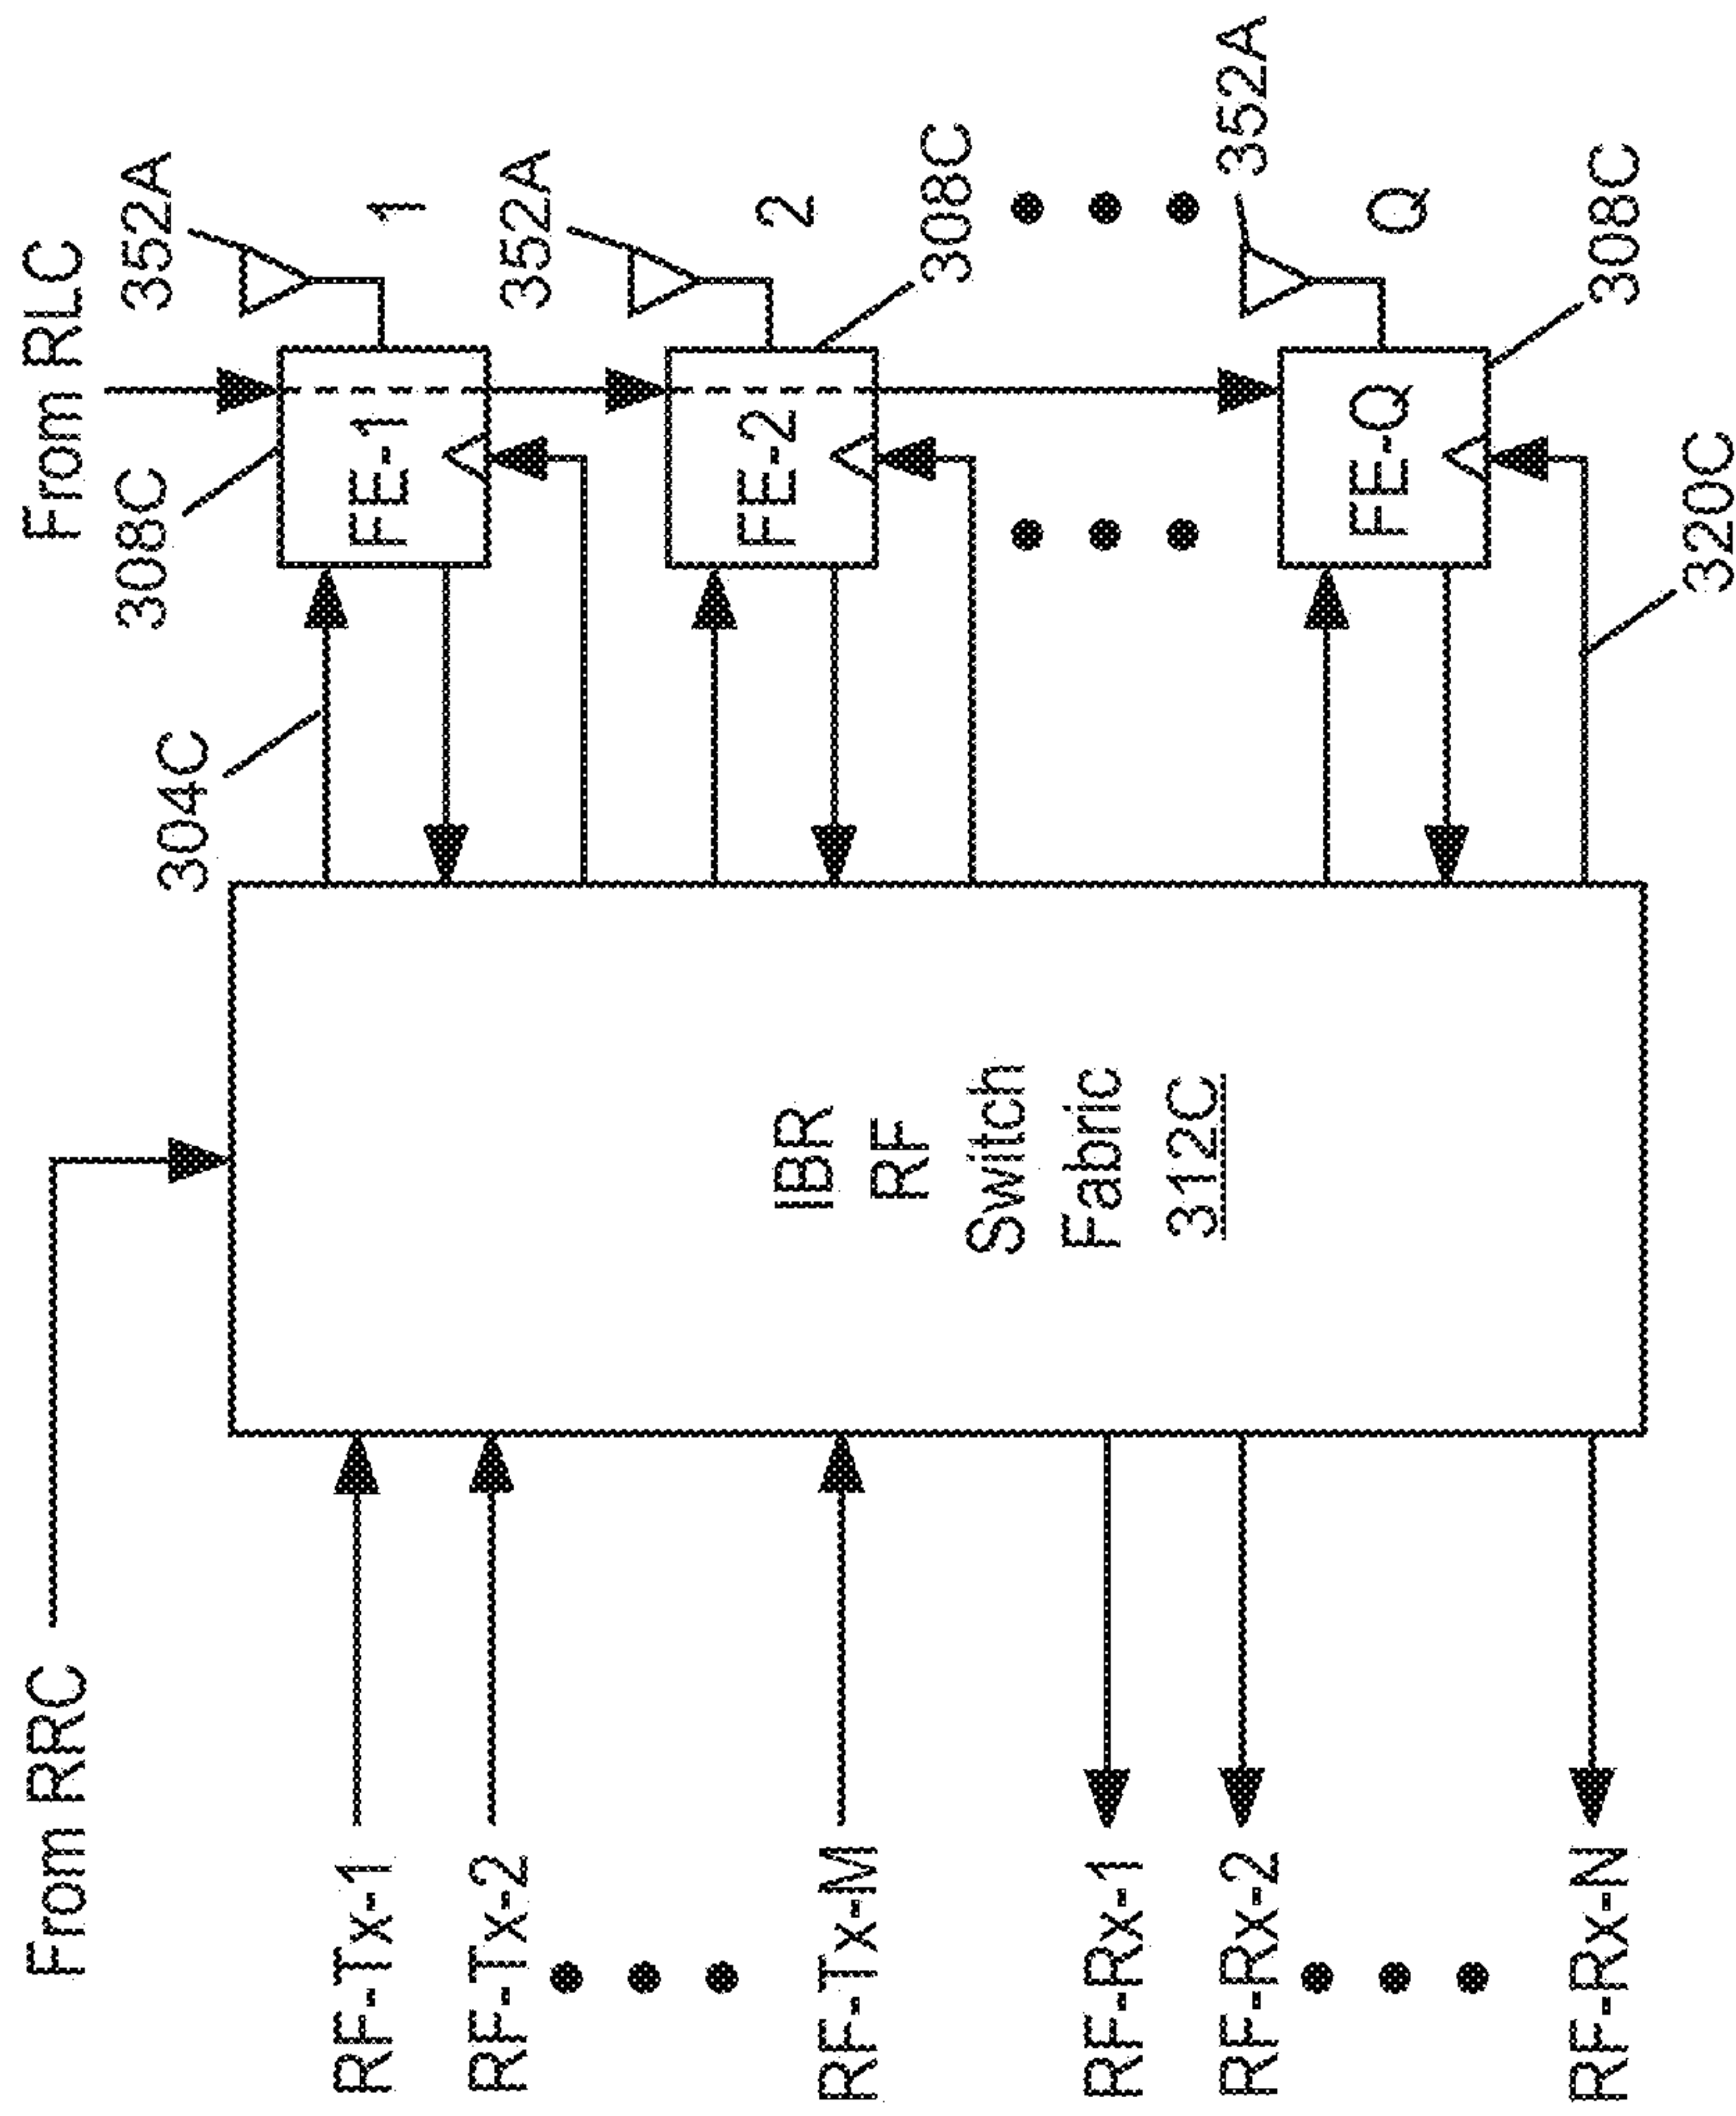 From RRC
From RLC
RF-Tx-1
RF-Tx-2
RF-Tx-M
RF-Rx-1
RF-Rx-2
RF-Rx-N
IBR
RF
Switch
Fabric
312C
304C
308C
FE-1
352A
1
FE-2
352A
2
308C
FE-Q
352A
Q
308C
320C